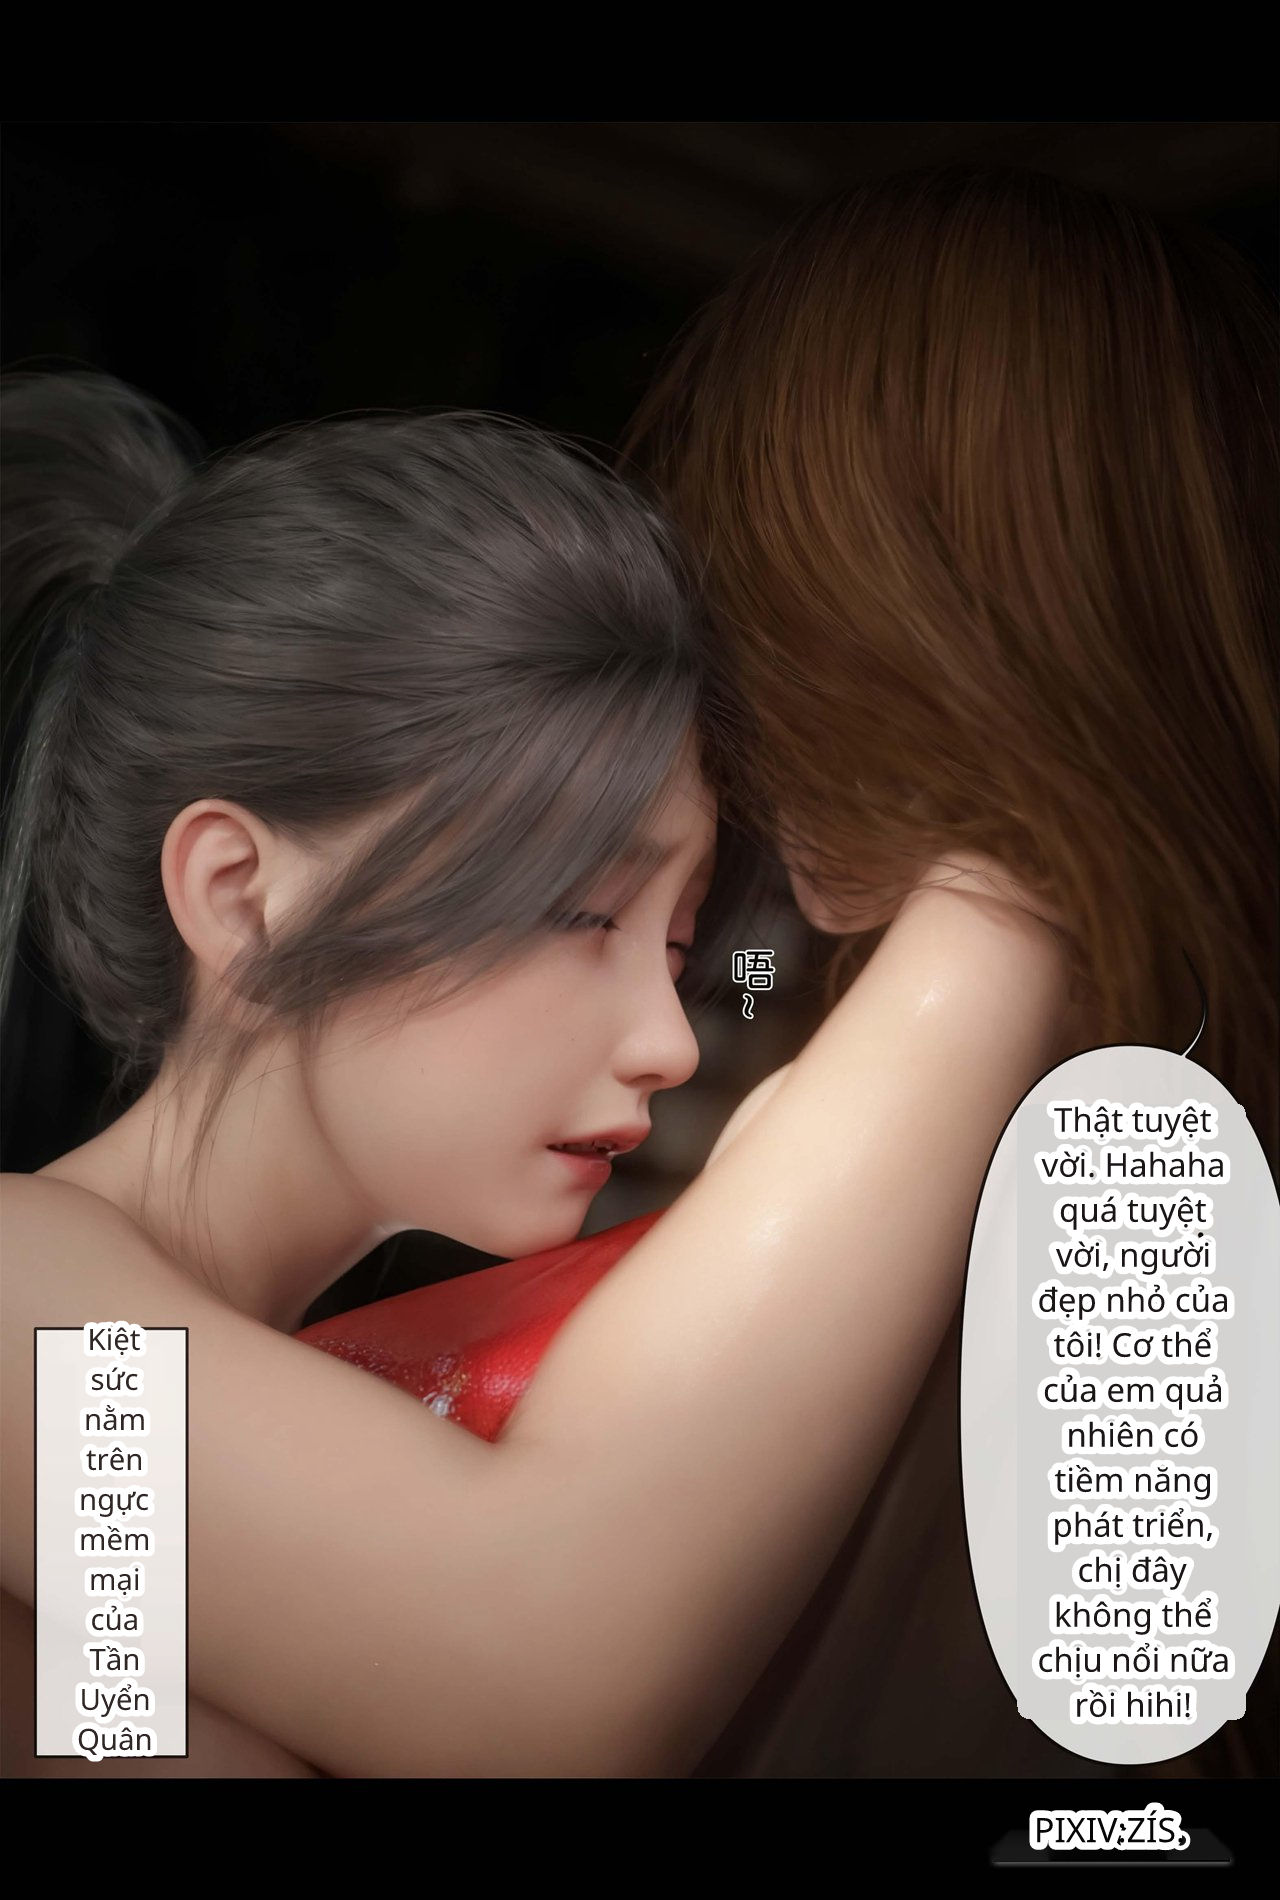 唔~
Thật tuyệt
vời. Hahaha
quá tuyệt
vời, người
đẹp nhỏ của
tôi! Cơ thể
của em quả
nhiên có
tiềm năng
phát triển,
chị đây
không thể
chịu nổi nữa
rồi hihi!
Kiệt
sức
nằm
trên
ngực
mềm
mại
của
Tần
Uyển
Quân
PIXIV:ZÍS.